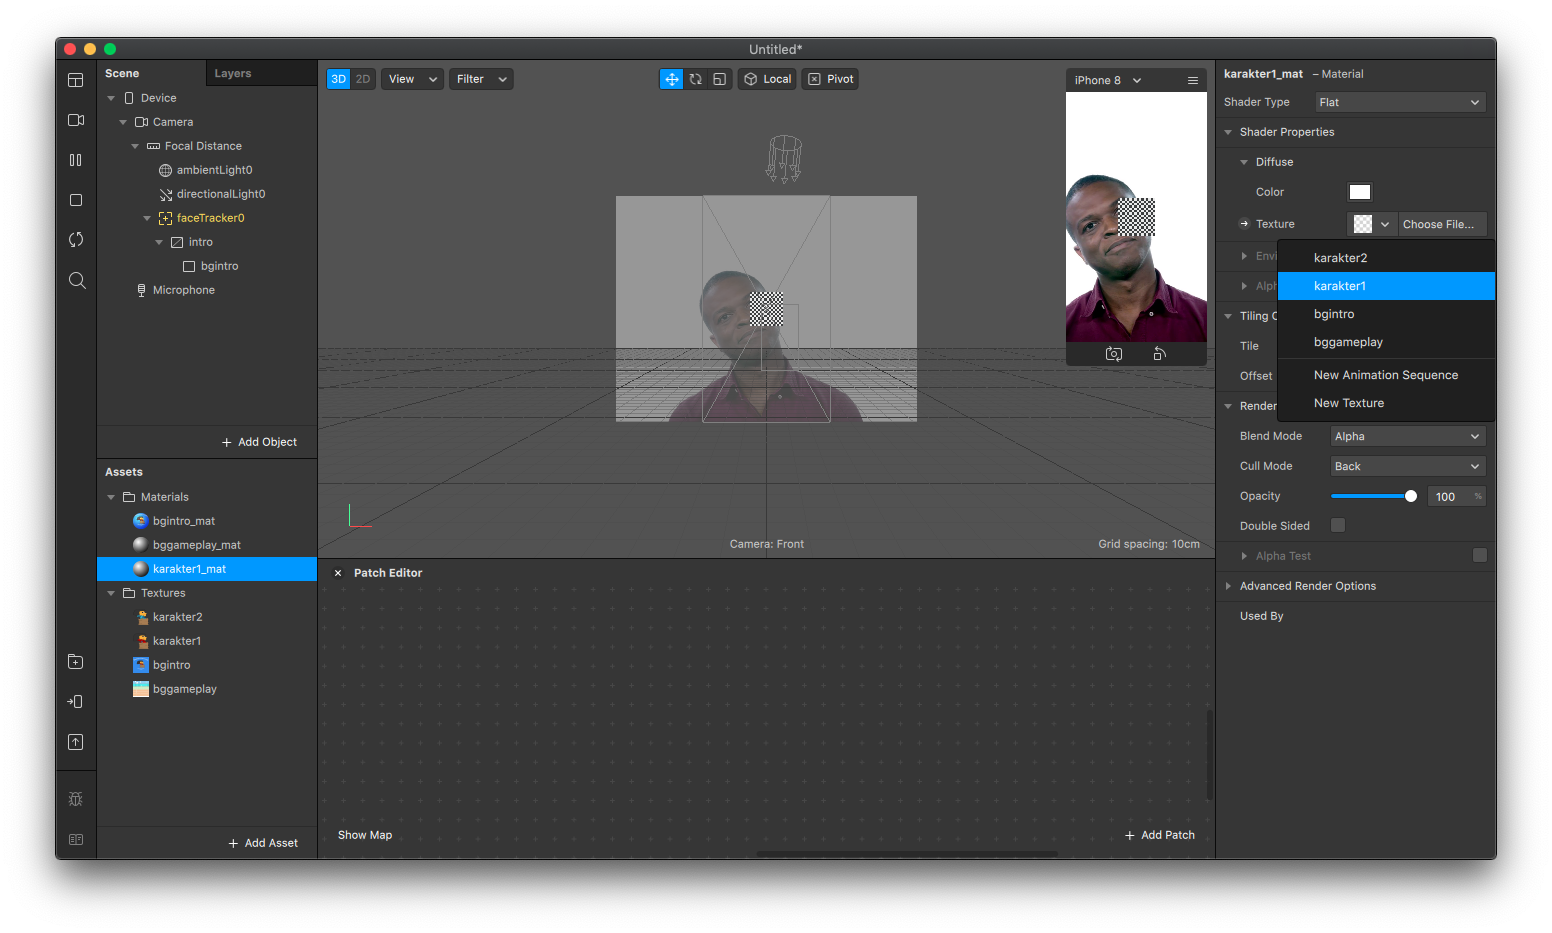 Untitled*
Scene
Layers
Device
Camera
Focal Distance
ambientLight0
directionalLight0
faceTracker0
intro
bgintro
Microphone
+ Add Object
Assets
Materials
bgintro_mat
bggameplay_mat
karakter1_mat
Textures
karakter2
karakter1
bgintro
bggameplay
+ Add Asset
3D 2D
View
Filter
Local
Pivot
iPhone 8
Camera: Front
Grid spacing: 10cm
Patch Editor
Show Map
+ Add Patch
karakter1_mat – Material
Shader Type Flat
Shader Properties
Diffuse
Color
Texture Choose File...
Envi
Alph
karakter2
karakter1
bgintro
bggameplay
New Animation Sequence
New Texture
Tiling
Tile
Offset
Render
Blend Mode Alpha
Cull Mode Back
Opacity 100 %
Double Sided
Alpha Test
Advanced Render Options
Used By